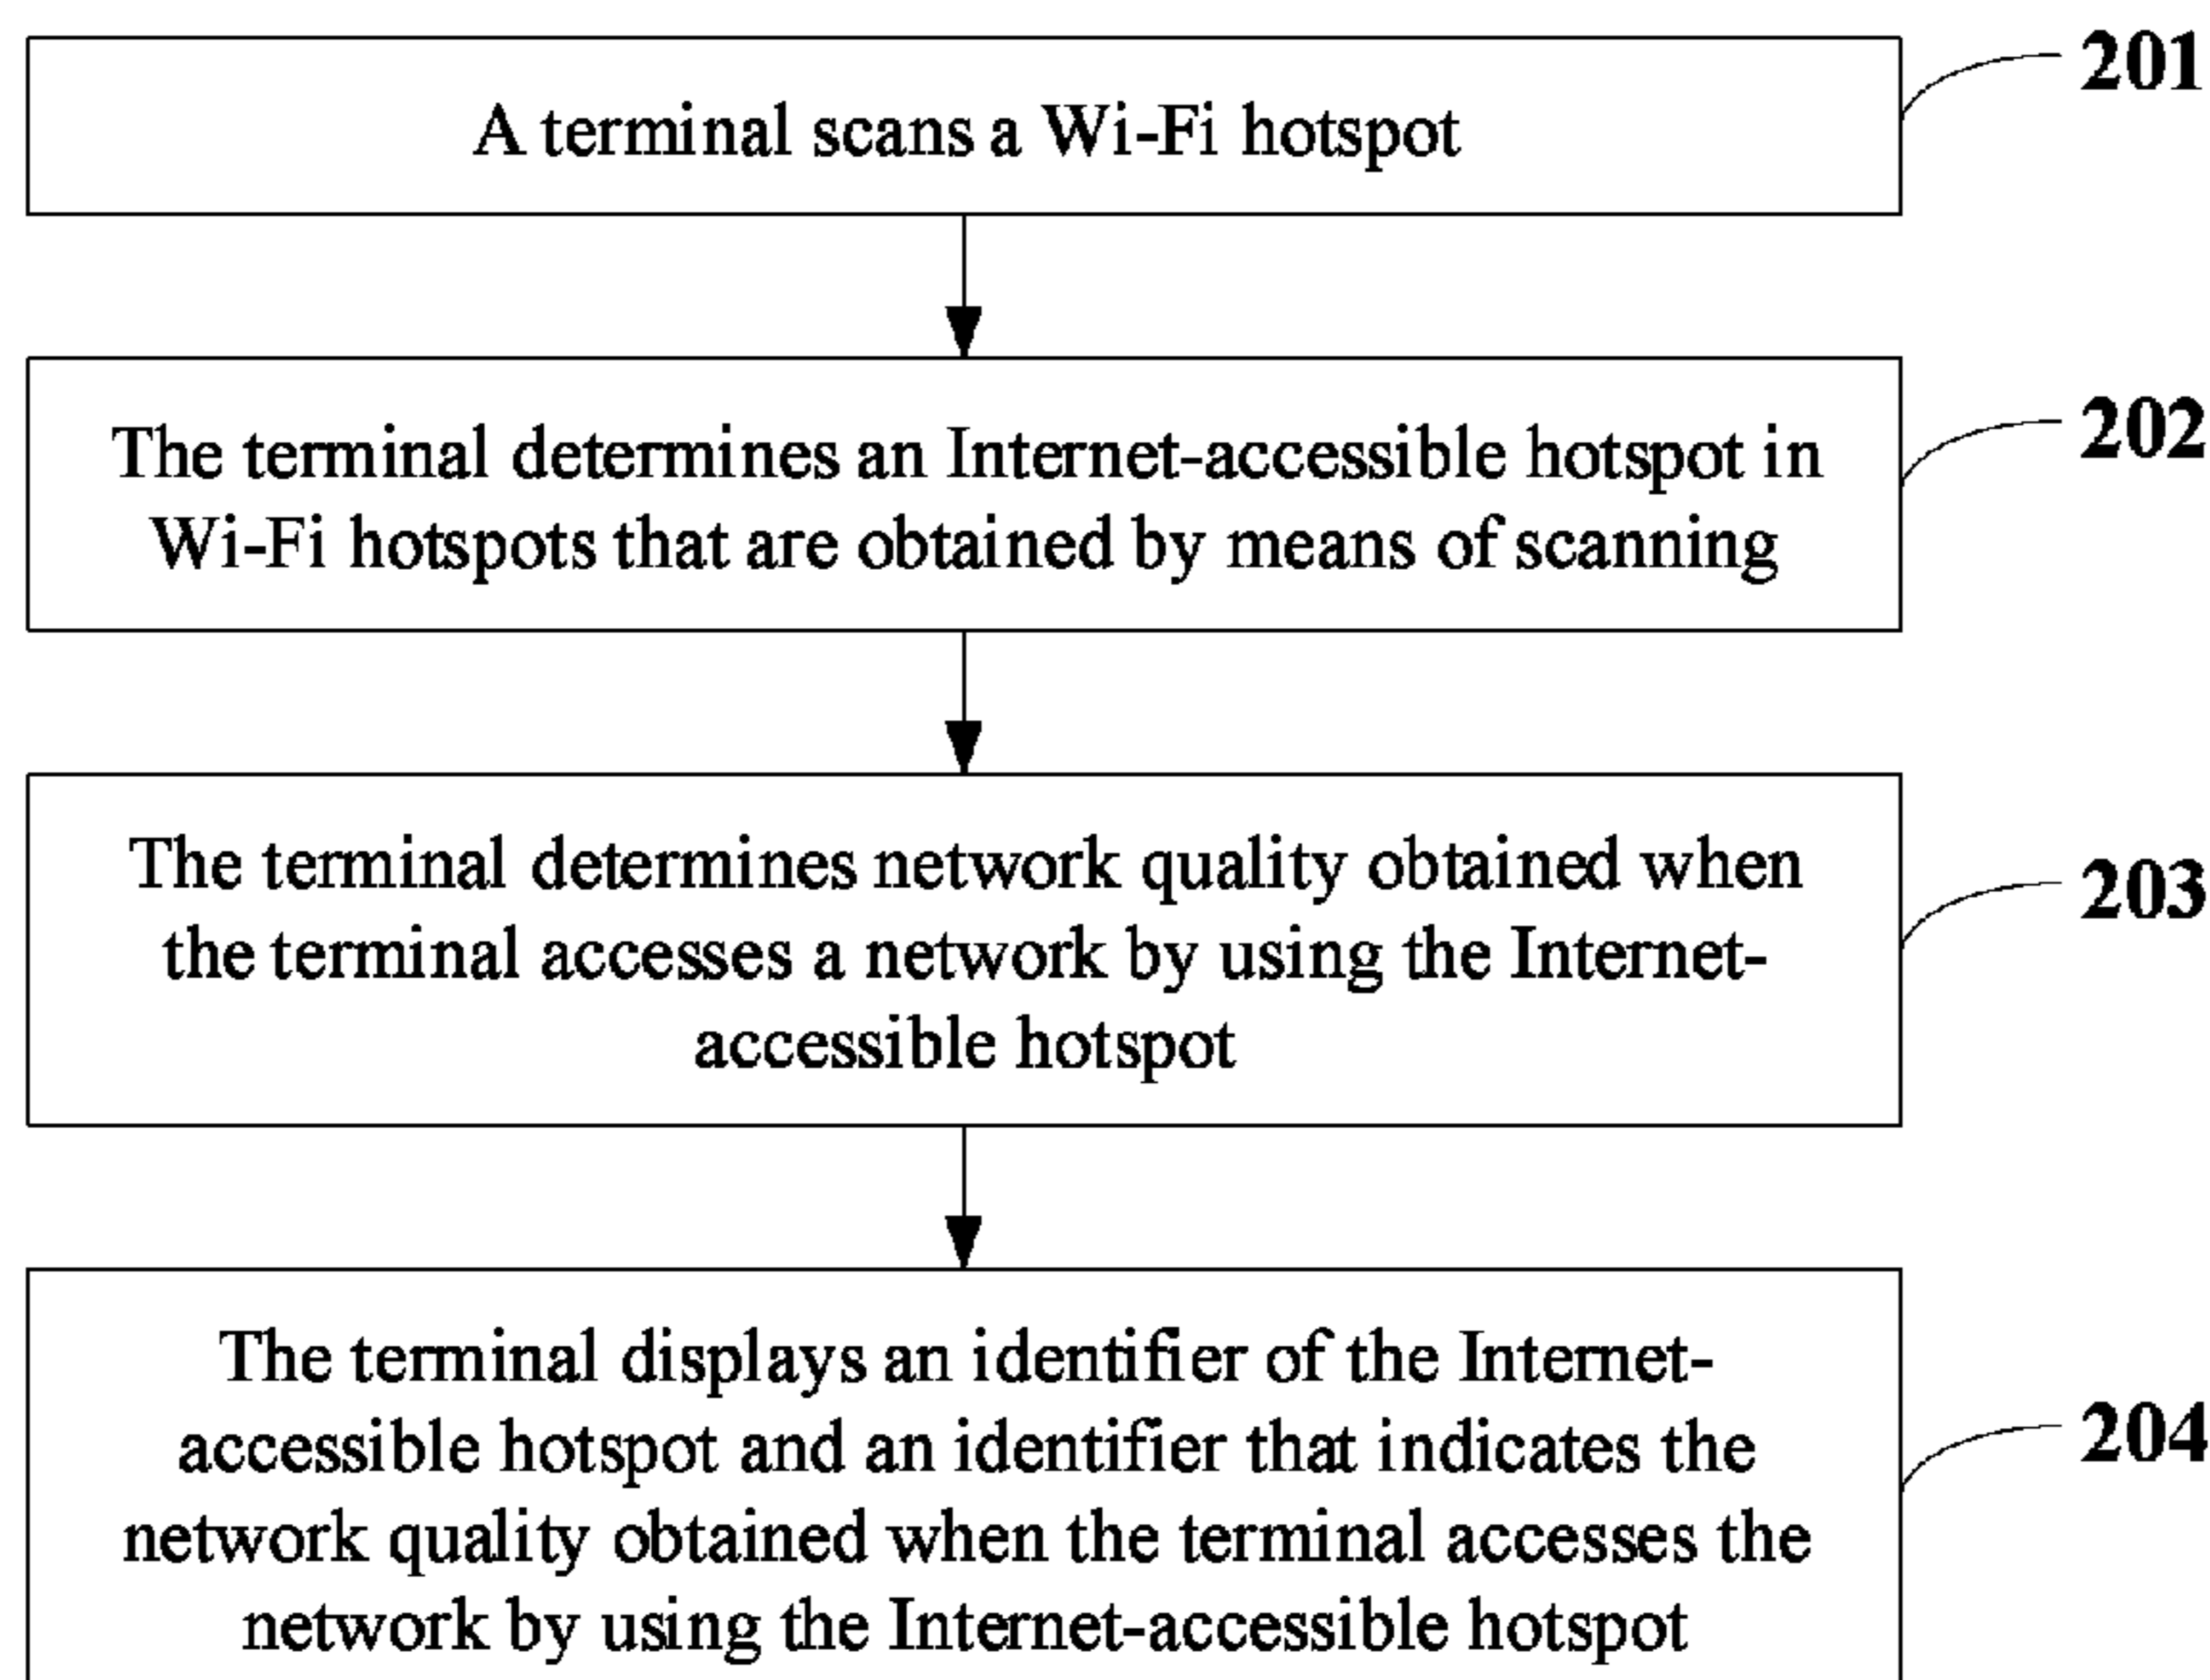 A terminal scans a Wi-Fi hotspot
201
The terminal determines an Internet-accessible hotspot in
Wi-Fi hotspots that are obtained by means of scanning
202
The terminal determines network quality obtained when
the terminal accesses a network by using the Internet-
accessible hotspot
203
The terminal displays an identifier of the Internet-
accessible hotspot and an identifier that indicates the
network quality obtained when the terminal accesses the
network by using the Internet-accessible hotspot
204